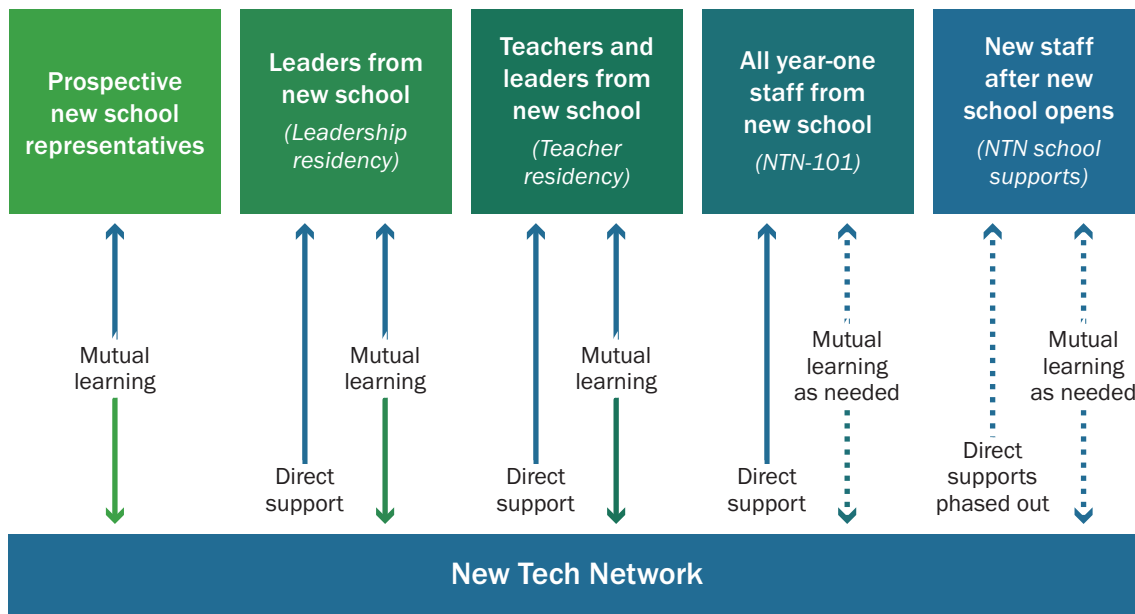 Prospective
new school
representatives
Leaders from
new school
(Leadership
residency)
Teachers and
leaders from
new school
(Teacher
residency)
All year-one
staff from
new school
(NTN-101)
New staff
after new
school opens
(NTN school
supports)
Mutual
learning
Direct
support
Mutual
learning
Direct
support
Mutual
learning
Direct
support
Mutual
learning
as needed
Direct
supports
phased out
Mutual
learning
as needed
New Tech Network